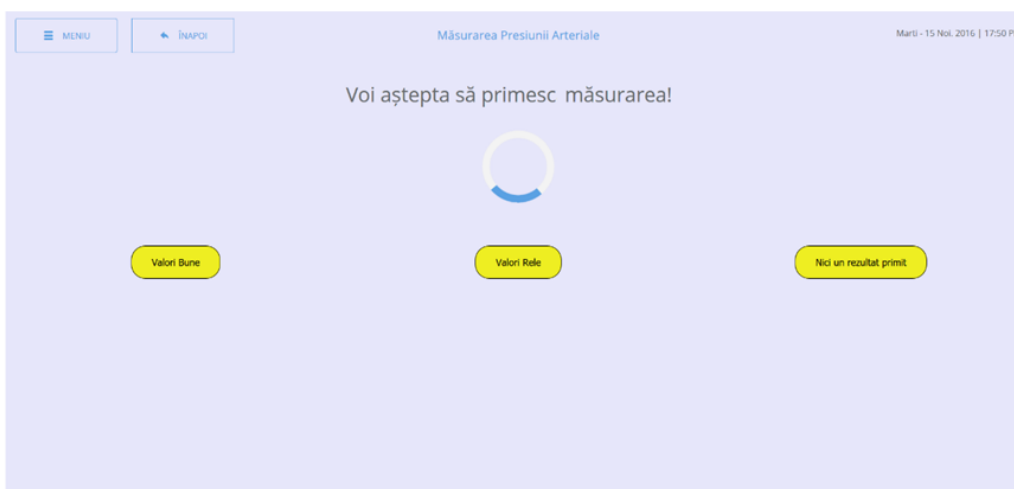 MENIU
ÎNAPOI
Măsurarea Presiunii Arteriale
Marti - 15 Noi. 2016 | 17:50
Voi aștepta să primesc măsurarea!
Valori Bune
Valori Rele
Nici un rezultat primit